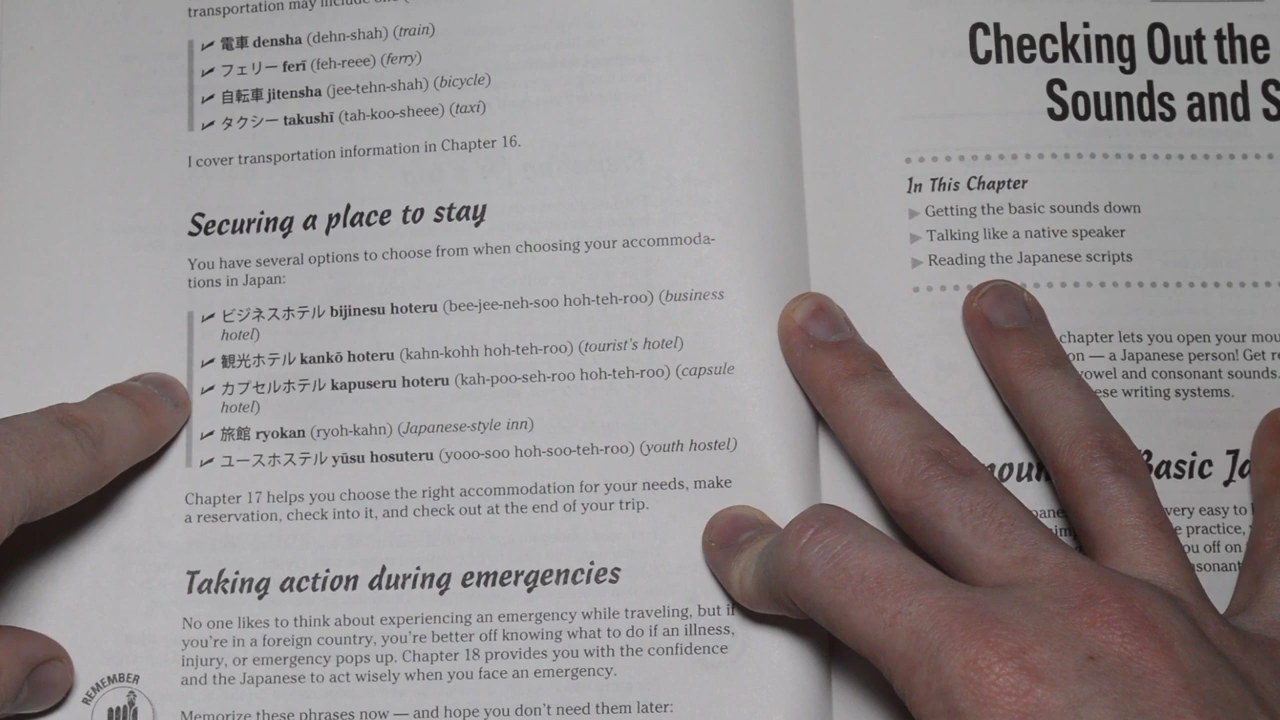 transportation may include
電車 densha (dehn-shah) (train)
フェリー ferī (feh-reee) (ferry)
自転車 jitensha (jee-tehn-shah) (bicycle)
タクシー takushī (tah-koo-sheee) (taxi)
I cover transportation information in Chapter 16.
Securing a place to stay
You have several options to choose from when choosing your accommoda-
tions in Japan:
ビジネスホテル bijinesu hoteru (bee-jee-neh-soo hoh-teh-roo) (business
hotel)
観光ホテル kankō hoteru (kahn-kohh hoh-teh-roo) (tourist's hotel)
カプセルホテル kapuseru hoteru (kah-poo-seh-roo hoh-teh-roo) (capsule
hotel)
旅館 ryokan (ryoh-kahn) (Japanese-style inn)
ユースホステル yūsu hosuteru (yooo-soo hoh-soo-teh-roo) (youth hostel)
Chapter 17 helps you choose the right accommodation for your needs, make
a reservation, check into it, and check out at the end of your trip.
Taking action during emergencies
No one likes to think about experiencing an emergency while traveling, but if
you're in a foreign country, you're better off knowing what to do if an illness,
injury, or emergency pops up. Chapter 18 provides you with the confidence
and the Japanese to act wisely when you face an emergency.
REMEMBER
Memorize these phrases now — and hope you don't need them later:
Checking Out the
Sounds and
In This Chapter
Getting the basic sounds down
Talking like a native speaker
Reading the Japanese scripts
chapter lets you open your
— a Japanese person! Get
vowel and consonant sounds.
writing systems.
Basic
very easy to
practice,
you off on